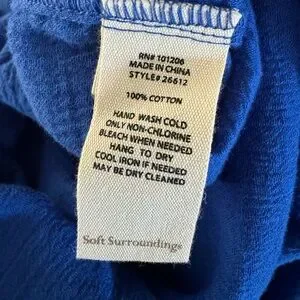 RN# 101206
MADE IN CHINA
STYLE# 26612
100% COTTON
HAND WASH COLD
ONLY NON-CHLORINE
BLEACH WHEN NEEDED
HANG TO DRY
COOL IRON IF NEEDED
MAY BE DRY CLEANED
Soft Surroundings